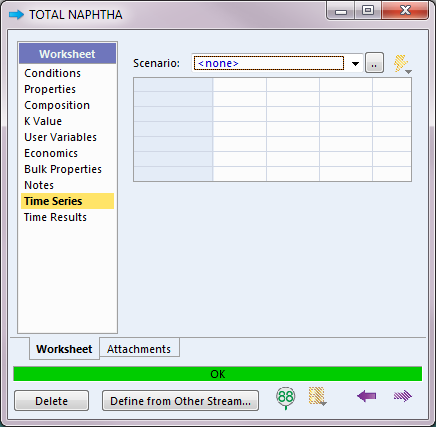 TOTAL NAPHTHA
Worksheet
Conditions
Properties
Composition
K Value
User Variables
Economics
Bulk Properties
Notes
Time Series
Time Results
Scenario: <none> ..
Worksheet Attachments
OK
Delete Define from Other Stream... 88